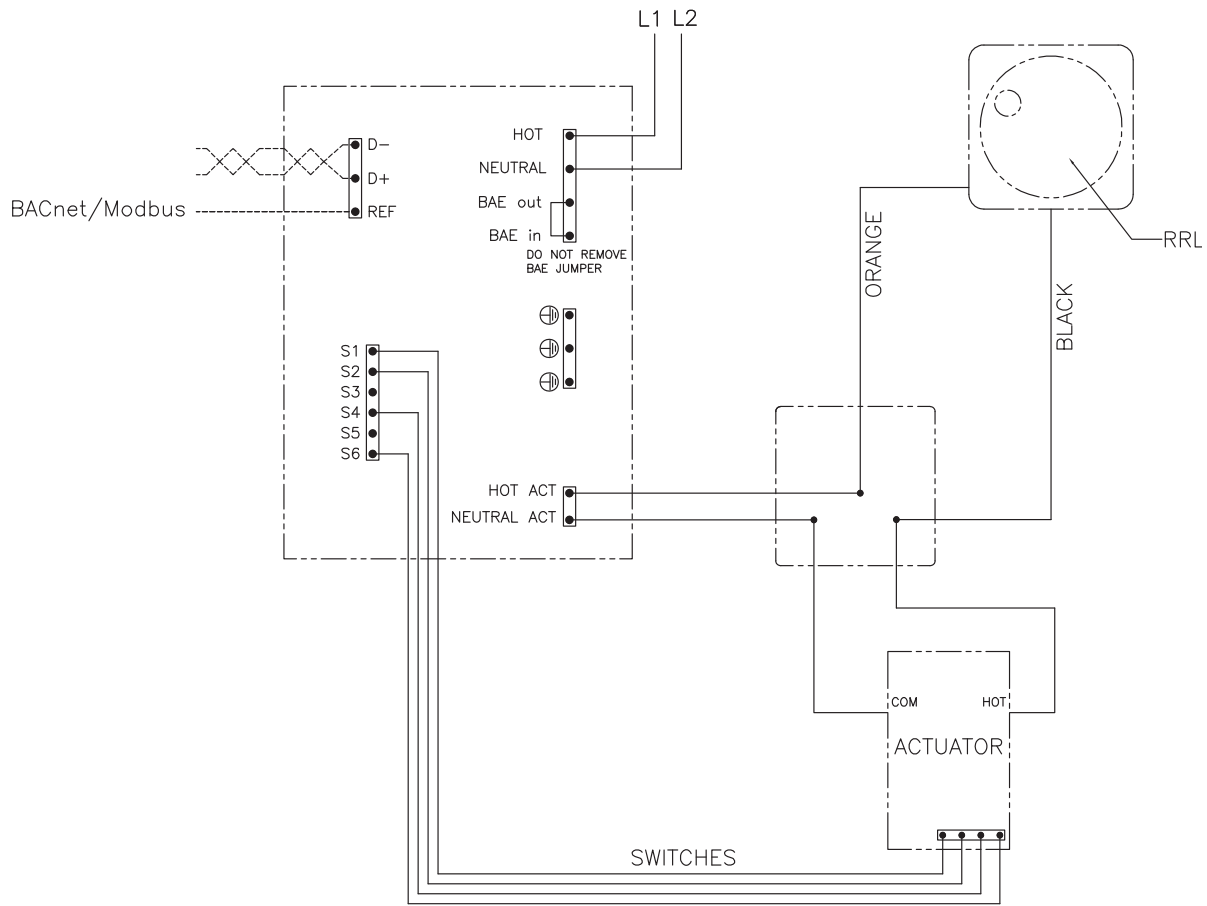 L1 L2
HOT
D-
NEUTRAL
D+
BAE out
BACnet/Modbus
REF
BAE in
DO NOT REMOVE
BAE JUMPER
ORANGE
RRL
BLACK
S1
S2
S3
S4
S5
S6
HOT ACT
NEUTRAL ACT
COM
HOT
ACTUATOR
SWITCHES